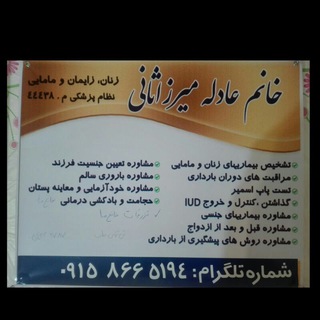 خانم عادله میرزاثانی
زنان، زایمان و مامایی
نظام پزشکی م . ۴۴۴۳۸
تشخیص بیماریهای زنان و مامایی
مراقبت های دوران بارداری
تست پاپ اسمیر
گذاشتن ,کنترل و خروج IUD
مشاوره بیماریهای جنسی
مشاوره قبل و بعد از ازدواج
مشاوره روش های پیشگیری از بارداری
مشاوره تعیین جنسیت فرزند
مشاوره باروری سالم
مشاوره خودآزمایی و معاینه پستان
حجامت و بادکشی درمانی
شماره تلگرام: ۰۹۱۵ ۸۶۶ ۵۱۹۴